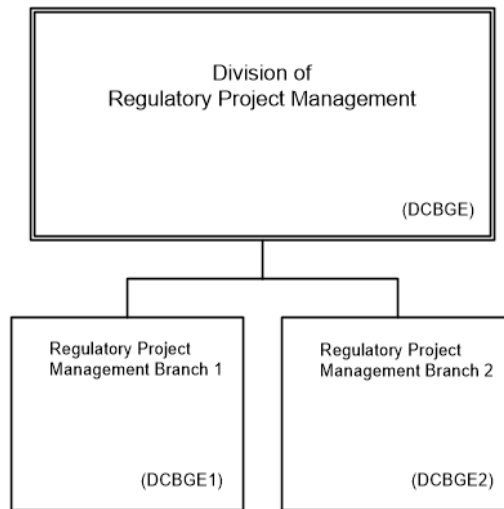 Division of
Regulatory Project Management
(DCBGE)
Regulatory Project
Management Branch 1
(DCBGE1)
Regulatory Project
Management Branch 2
(DCBGE2)